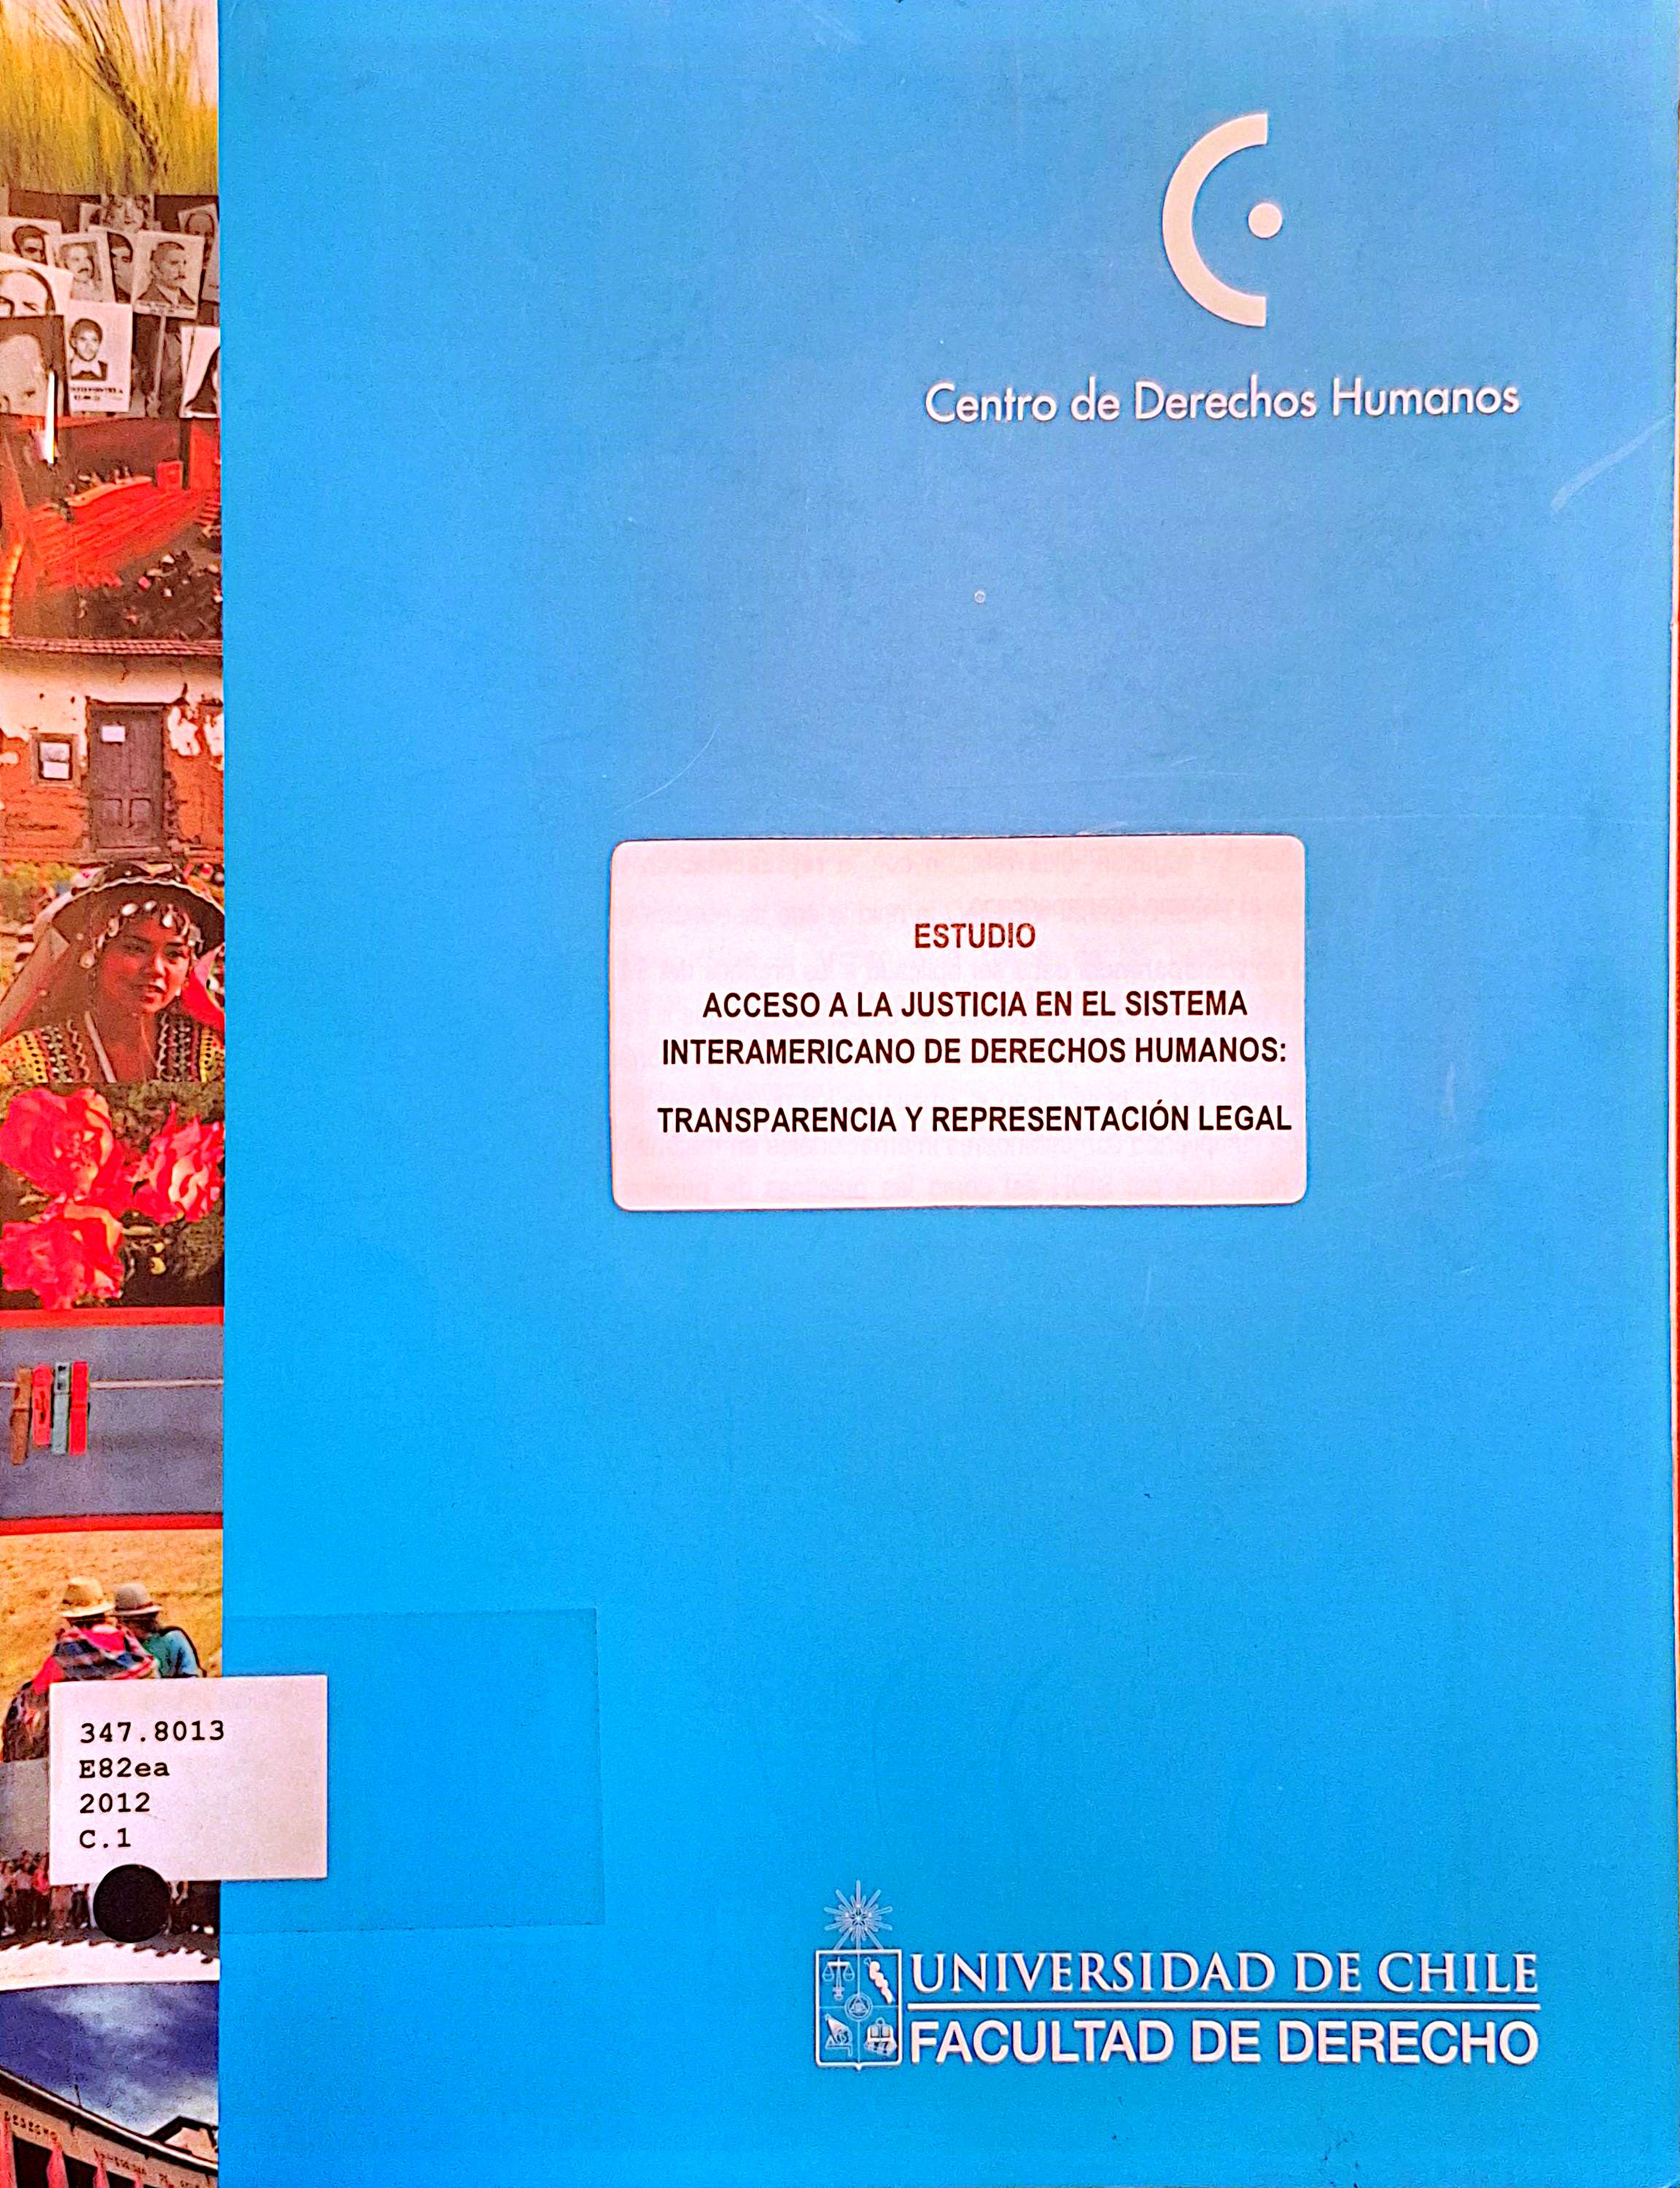 Centro de Derechos Humanos
ESTUDIO
ACCESO A LA JUSTICIA EN EL SISTEMA
INTERAMERICANO DE DERECHOS HUMANOS:
TRANSPARENCIA Y REPRESENTACIÓN LEGAL
347.8013
E82ea
2012
C.1
UNIVERSIDAD DE CHILE
FACULTAD DE DERECHO